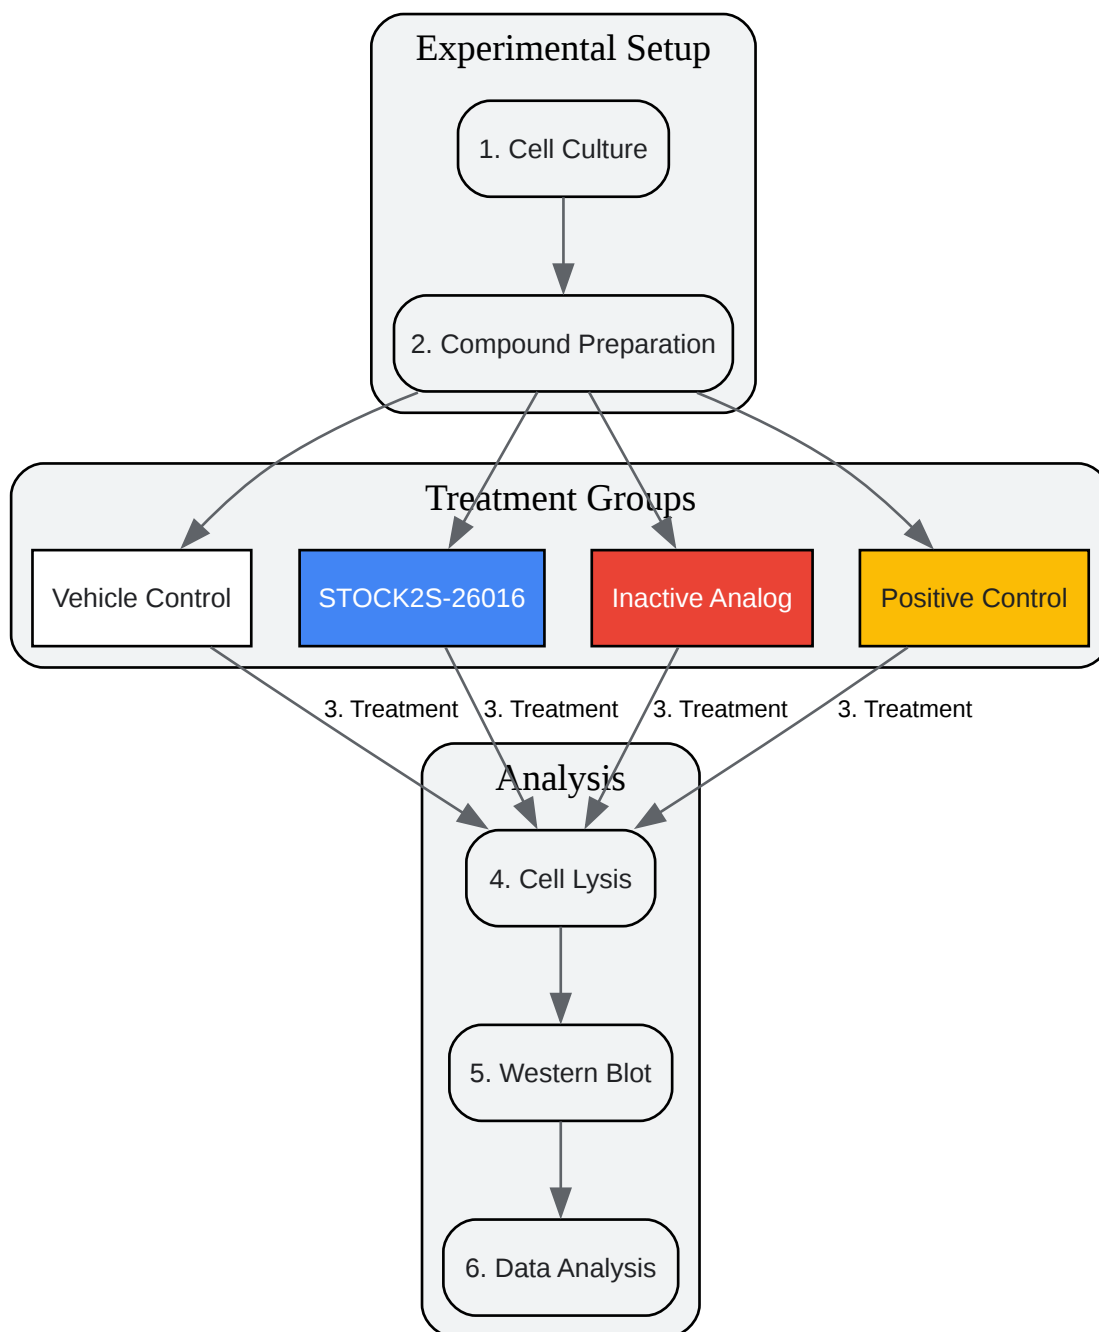 Experimental Setup
1. Cell Culture
2. Compound Preparation
Treatment Groups
Vehicle Control
STOCK2S-26016
Inactive Analog
Positive Control
3. Treatment
3. Treatment
3. Treatment
3. Treatment
Analysis
4. Cell Lysis
5. Western Blot
6. Data Analysis